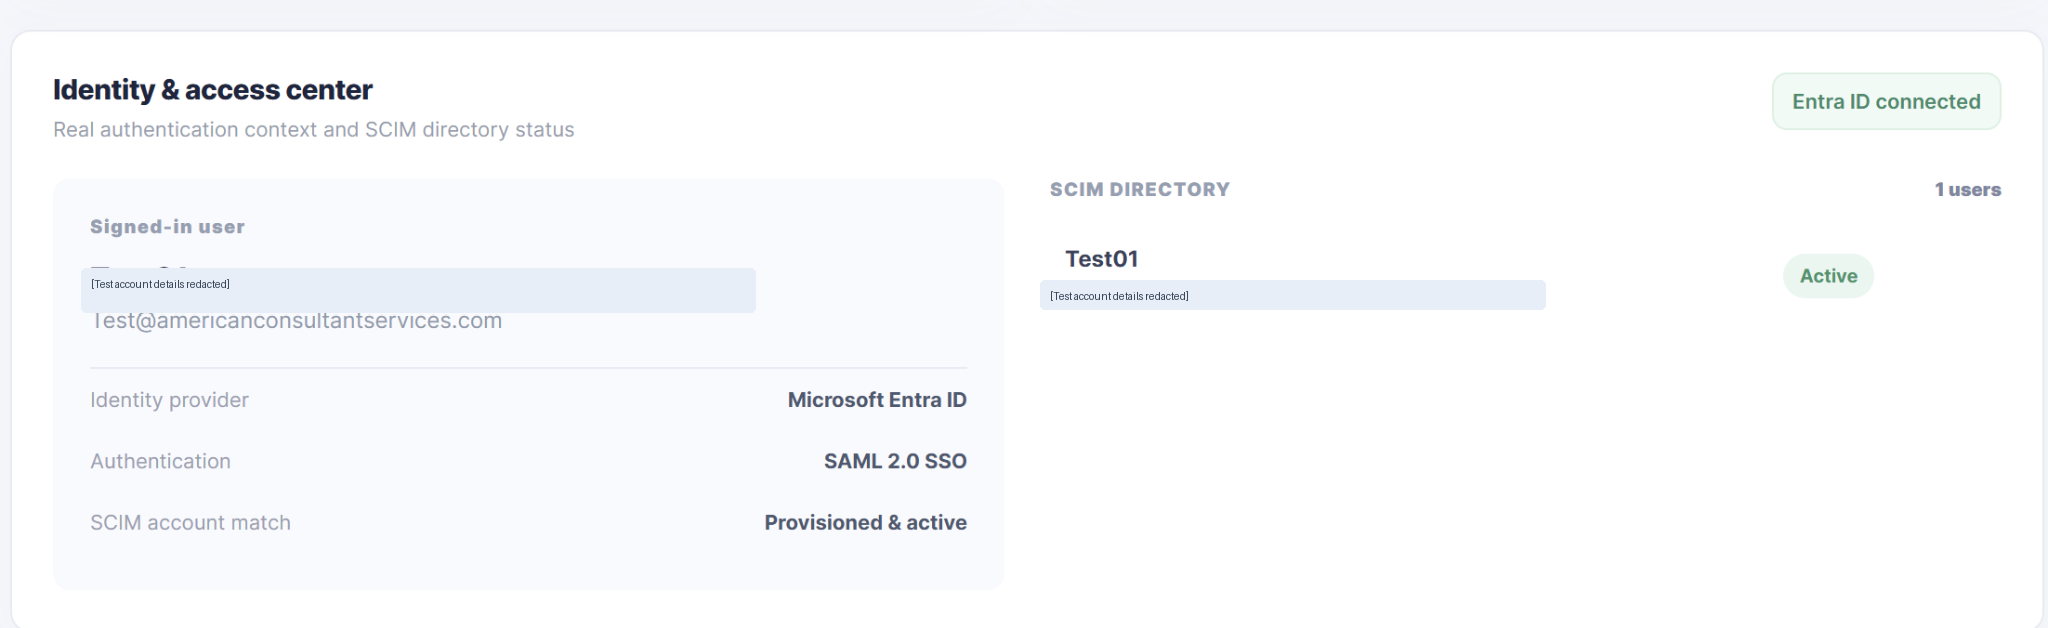 Identity & access center
Real authentication context and SCIM directory status
Entra ID connected
Signed-in user
[Test account details redacted]
Test@americanconsultantservices.com
Identity provider
Microsoft Entra ID
Authentication
SAML 2.0 SSO
SCIM account match
Provisioned & active
SCIM DIRECTORY
1 users
Test01
[Test account details redacted]
Active